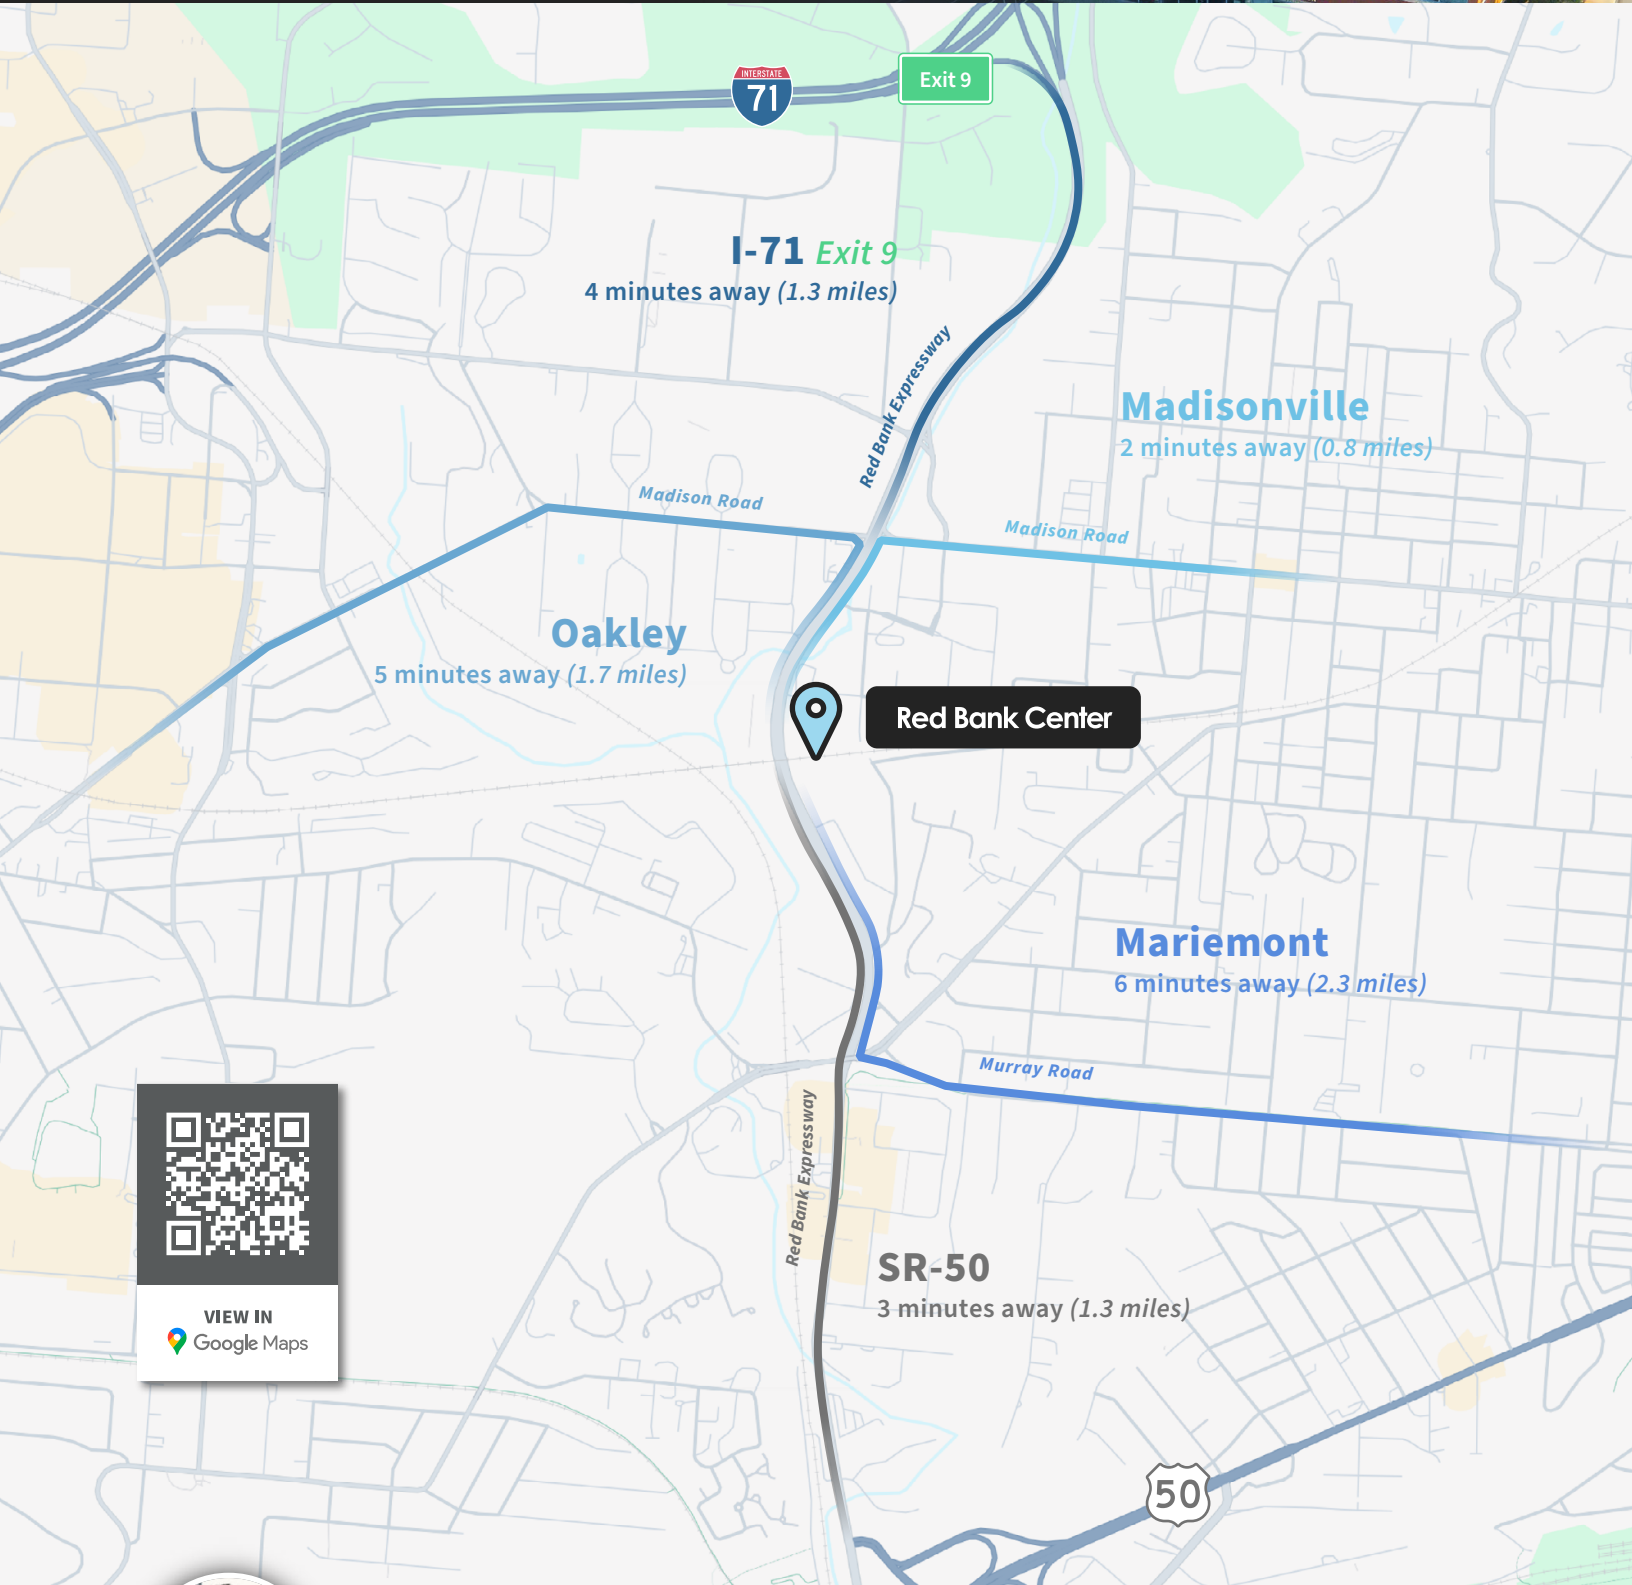 INTERSTATE
71
Exit 9
I-71 Exit 9
4 minutes away (1.3 miles)
Red Bank Expressway
Madisonville
2 minutes away (0.8 miles)
Madison Road
Madison Road
Oakley
5 minutes away (1.7 miles)
Red Bank Center
Mariemont
6 minutes away (2.3 miles)
Murray Road
Red Bank Expressway
SR-50
3 minutes away (1.3 miles)
VIEW IN
Google Maps
50